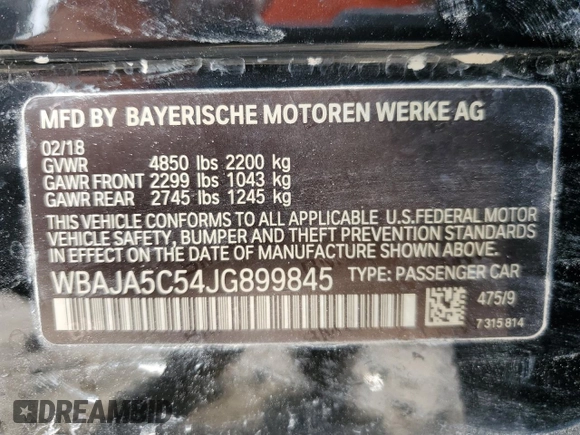 MFD BY BAYERISCHE MOTOREN WERKE AG
02/18
GVWR 4850 lbs 2200 kg
GAWR FRONT 2299 lbs 1043 kg
GAWR REAR 2745 lbs 1245 kg
THIS VEHICLE CONFORMS TO ALL APPLICABLE U.S.FEDERAL MOTOR
VEHICLE SAFETY, BUMPER AND THEFT PREVENTION STANDARDS
IN EFFECT ON THE DATE OF MANUFACTURE SHOWN ABOVE.
WBAJA5C54JG899845 TYPE: PASSENGER CAR
475/9
7 315 814
DREAMBID